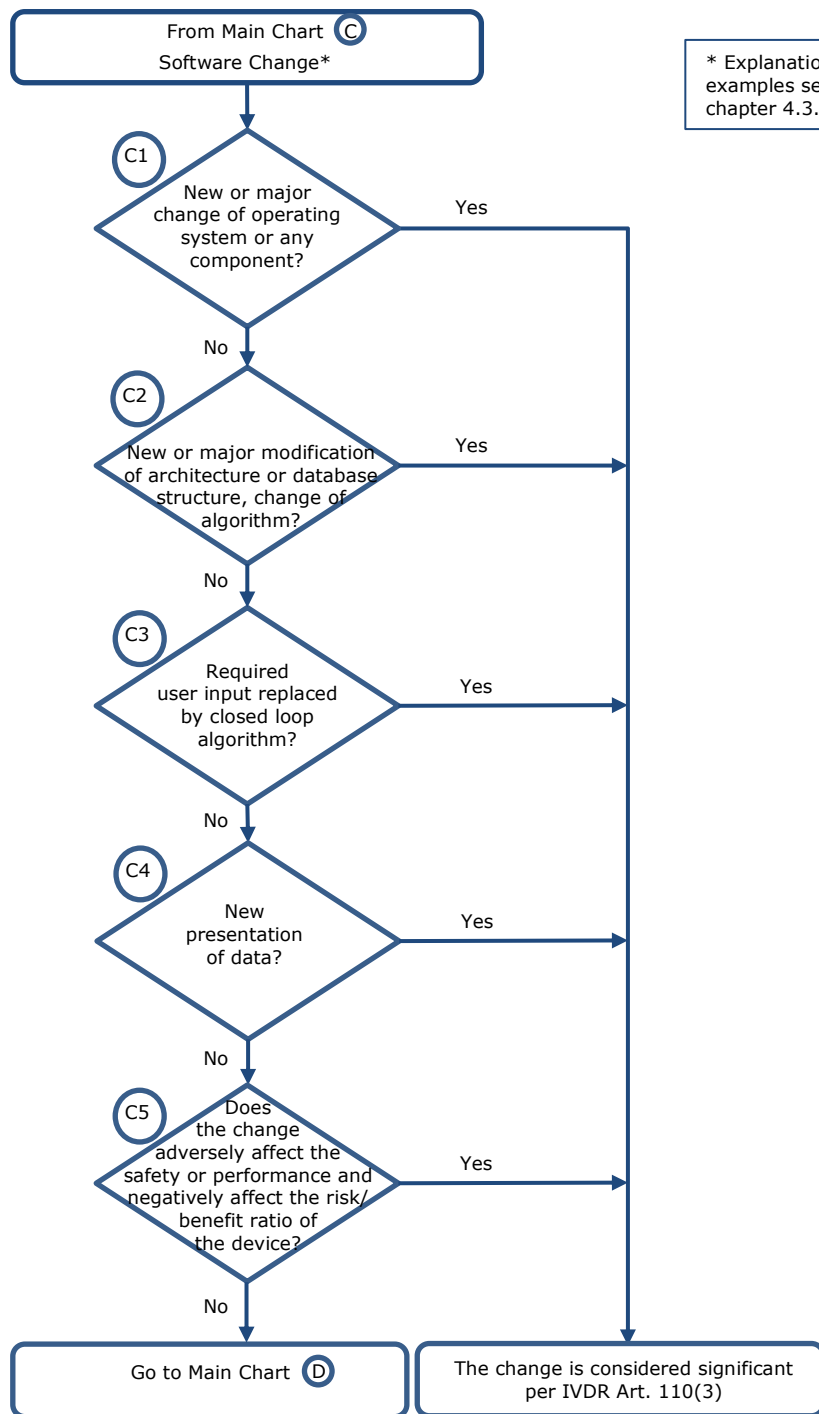 From Main Chart C
Software Change*
* Explanatio
examples se
chapter 4.3.
C1
New or major
change of operating
system or any
component?
Yes
No
C2
New or major modification
of architecture or database
structure, change of
algorithm?
Yes
No
C3
Required
user input replaced
by closed loop
algorithm?
Yes
No
C4
New
presentation
of data?
Yes
No
C5
Does
the change
adversely affect the
safety or performance and
negatively affect the risk/
benefit ratio of
the device?
Yes
No
Go to Main Chart D
The change is considered significant
per IVDR Art. 110(3)